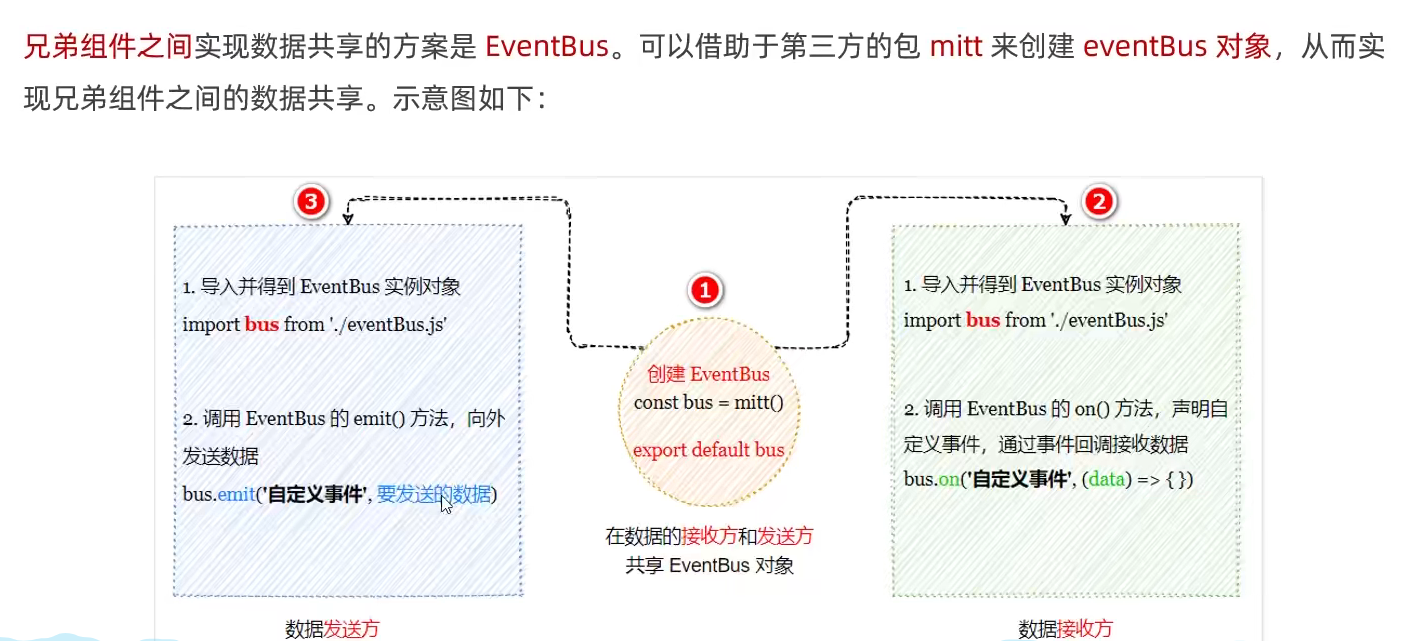 兄弟组件之间实现数据共享的方案是 EventBus。可以借助于第三方的包 mitt 来创建 eventBus 对象，从而实
现兄弟组件之间的数据共享。示意图如下：
3
1. 导入并得到 EventBus 实例对象
import bus from './eventBus.js'
2. 调用 EventBus 的 emit() 方法，向外
发送数据
bus.emit('自定义事件', 要发送的数据)
数据发送方
1
创建 EventBus
const bus = mitt()
export default bus
在数据的接收方和发送方
共享 EventBus 对象
2
1. 导入并得到 EventBus 实例对象
import bus from './eventBus.js'
2. 调用 EventBus 的 on() 方法，声明自
定义事件，通过事件回调接收数据
bus.on('自定义事件', (data) => { })
数据接收方